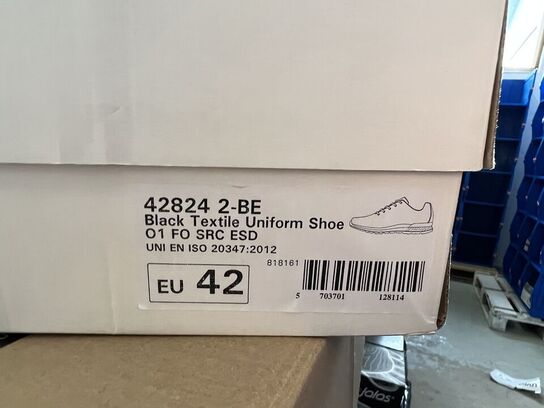 42824 2-BE
Black Textile Uniform Shoe
O1 FO SRC ESD
UNI EN ISO 20347:2012
818161
EU 42
5 703701 128114
jalas